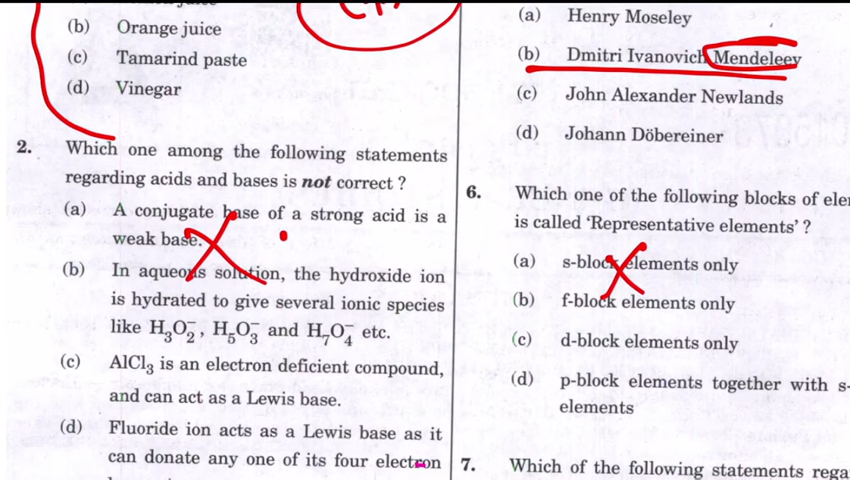 (b) Orange juice
(c) Tamarind paste
(d) Vinegar
2. Which one among the following statements
regarding acids and bases is not correct ?
(a) A conjugate base of a strong acid is a
weak base.
(b) In aqueous solution, the hydroxide ion
is hydrated to give several ionic species
like H₃O₂⁻, H₅O₃⁻ and H₇O₄⁻ etc.
(c) AlCl₃ is an electron deficient compound,
and can act as a Lewis base.
(d) Fluoride ion acts as a Lewis base as it
can donate any one of its four electron
(a) Henry Moseley
(b) Dmitri Ivanovich Mendeleev
(c) John Alexander Newlands
(d) Johann Döbereiner
6. Which one of the following blocks of ele
is called 'Representative elements' ?
(a) s-block elements only
(b) f-block elements only
(c) d-block elements only
(d) p-block elements together with s-
elements
7. Which of the following statements rega